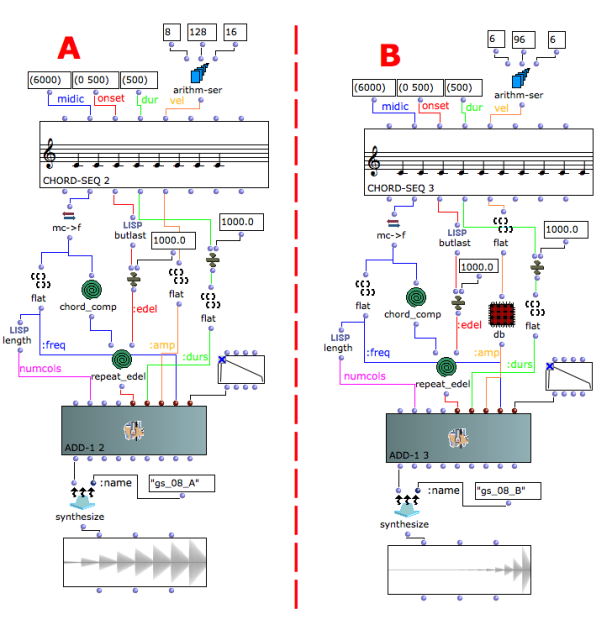 A
8 128 16
arithm-ser
(6000) (0 500) (500)
midic onset dur vel
CHORD-SEQ 2
mc->f
LISP
butlast
1000.0
1000.0
flat
chord_comp
flat
flat
:edel
LISP
length
:freq
:amp
:durs
numcols
repeat_edel
ADD-1 2
:name "gs_08_A"
synthesize
B
6 96 6
arithm-ser
(6000) (0 500) (500)
midic onset dur vel
CHORD-SEQ 3
mc->f
LISP
butlast
flat
1000.0
1000.0
flat
chord_comp
:edel
db
flat
LISP
length
:freq
:amp
:durs
numcols
repeat_edel
ADD-1 3
:name "gs_08_B"
synthesize